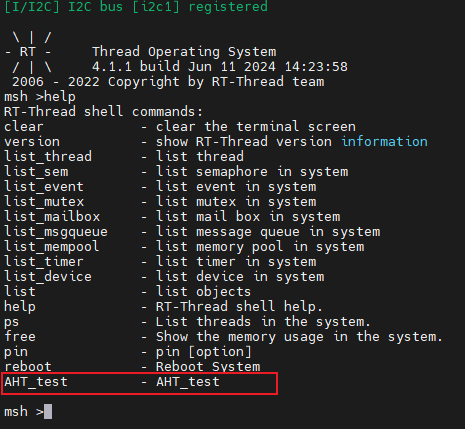 [I/I2C] I2C bus [i2c1] registered
\ | /
- RT -     Thread Operating System
/ | \     4.1.1 build Jun 11 2024 14:23:58
2006 - 2022 Copyright by RT-Thread team
msh >help
RT-Thread shell commands:
clear            - clear the terminal screen
version          - show RT-Thread version information
list_thread      - list thread
list_sem         - list semaphore in system
list_event       - list event in system
list_mutex       - list mutex in system
list_mailbox     - list mail box in system
list_msgqueue    - list message queue in system
list_mempool     - list memory pool in system
list_timer       - list timer in system
list_device      - list device in system
list             - list objects
help             - RT-Thread shell help.
ps               - List threads in the system.
free             - Show the memory usage in the system.
pin              - pin [option]
reboot           - Reboot System
AHT_test         - AHT_test
msh >